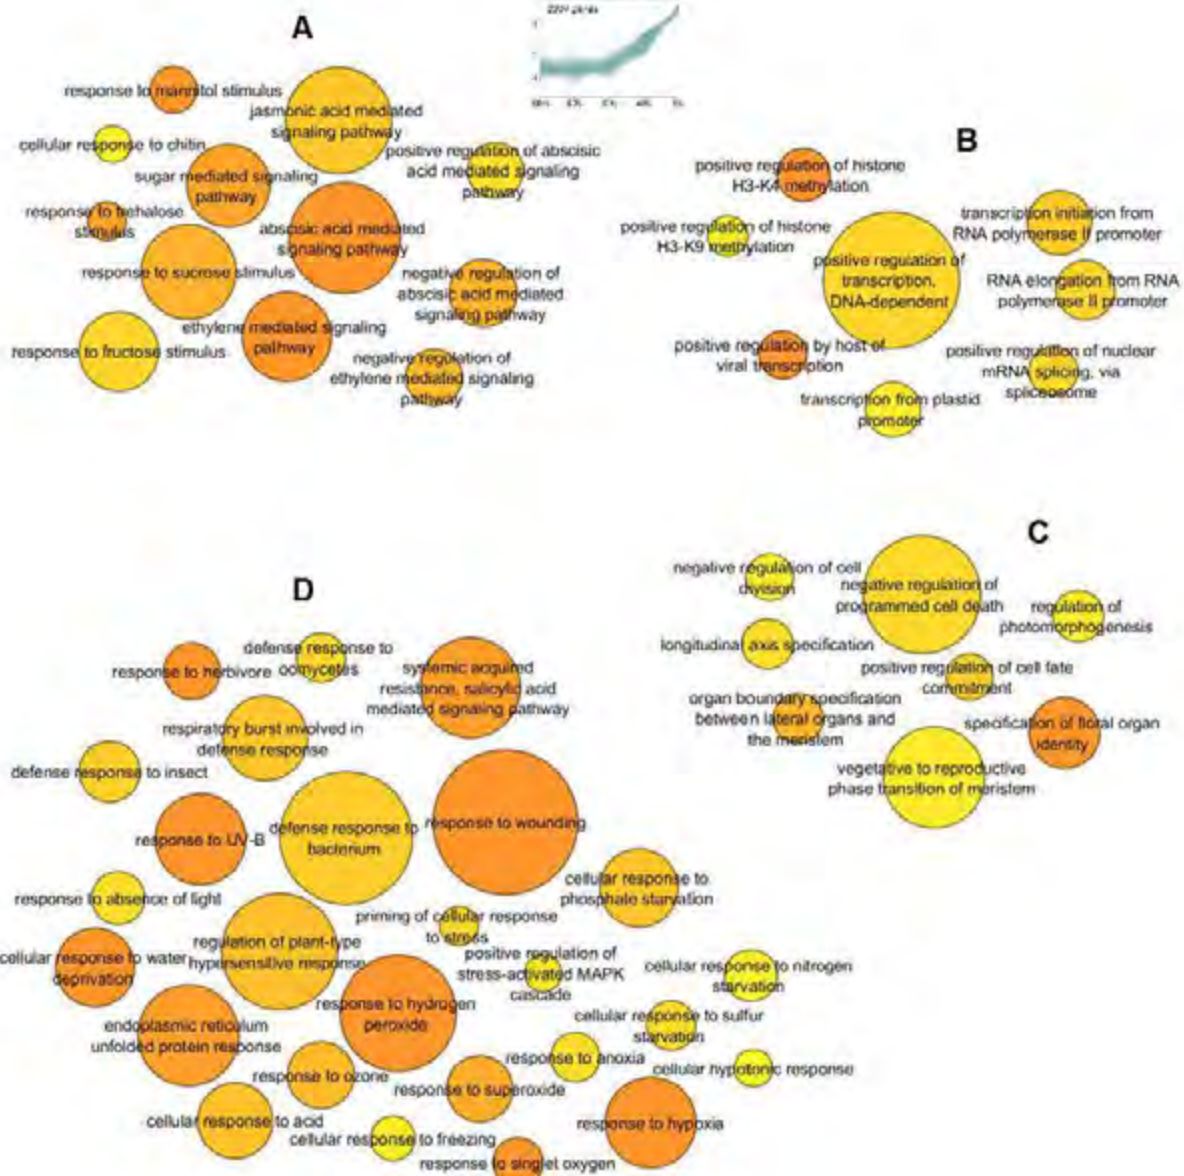 A
response to mannitol stimulus
jasmonic acid mediated
signaling pathway
cellular response to chitin
positive regulation of abscisic
acid mediated signaling
pathway
sugar mediated signaling
pathway
response to trehalose
stimulus
abscisic acid mediated
signaling pathway
response to sucrose stimulus
negative regulation of
abscisic acid mediated
signaling pathway
ethylene mediated signaling
pathway
response to fructose stimulus
negative regulation of
ethylene mediated signaling
pathway
B
positive regulation of histone
H3-K4 methylation
positive regulation of histone
H3-K9 methylation
transcription initiation from
RNA polymerase II promoter
positive regulation of
transcription,
DNA-dependent
RNA elongation from RNA
polymerase II promoter
positive regulation by host of
viral transcription
positive regulation of nuclear
mRNA splicing, via
spliceosome
transcription from plastid
promoter
C
negative regulation of cell
division
negative regulation of
programmed cell death
regulation of
photomorphogenesis
longitudinal axis specification
positive regulation of cell fate
commitment
organ boundary specification
between lateral organs and
the meristem
specification of floral organ
identity
vegetative to reproductive
phase transition of meristem
D
response to herbivore
defense response to
oomycetes
systemic acquired
resistance, salicylic acid
mediated signaling pathway
respiratory burst involved in
defense response
defense response to insect
response to UV-B
defense response to
bacterium
response to wounding
cellular response to
phosphate starvation
response to absence of light
priming of cellular response
to stress
cellular response to water
deprivation
regulation of plant-type
hypersensitive response
positive regulation of
stress-activated MAPK
cascade
cellular response to nitrogen
starvation
response to hydrogen
peroxide
endoplasmic reticulum
unfolded protein response
cellular response to sulfur
starvation
response to anoxia
cellular hypotonic response
response to ozone
response to superoxide
cellular response to acid
cellular response to freezing
response to hypoxia
response to singlet oxygen